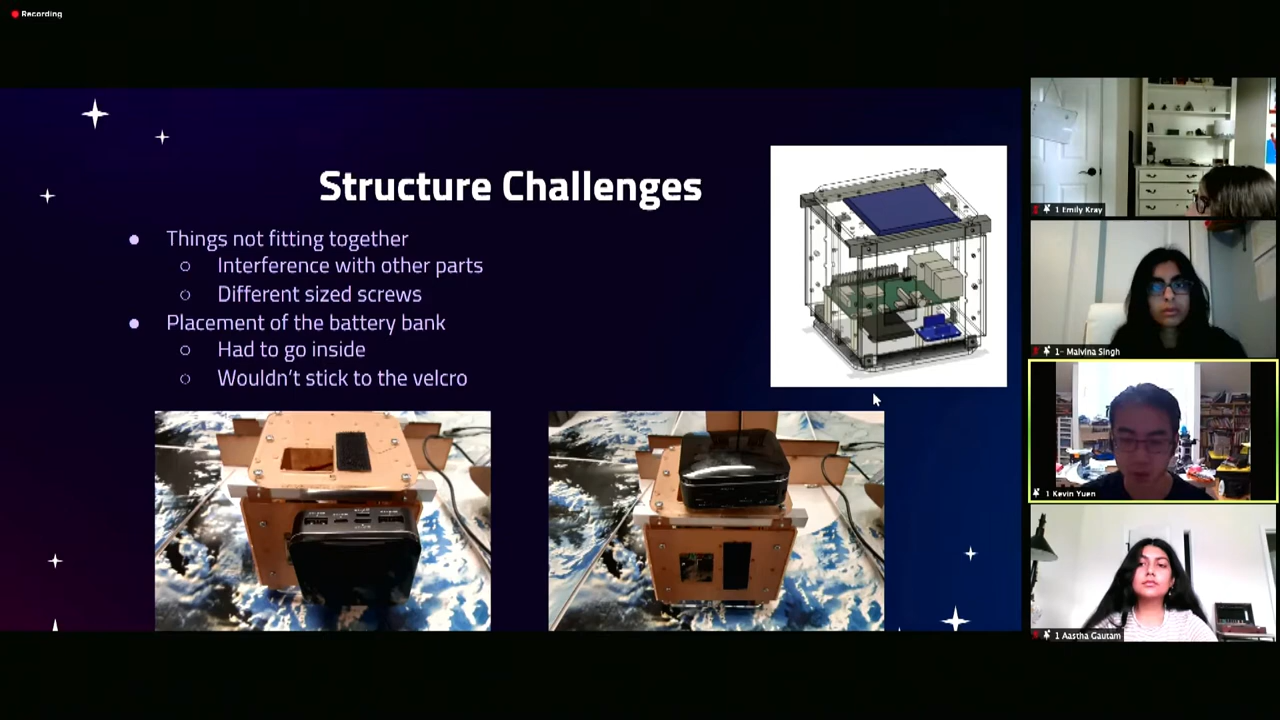 Recording
Structure Challenges
Things not fitting together
Interference with other parts
Different sized screws
Placement of the battery bank
Had to go inside
Wouldn't stick to the velcro
1 Emily Kray
1- Malvina Singh
1 Kevin Yuen
1 Aastha Gautam